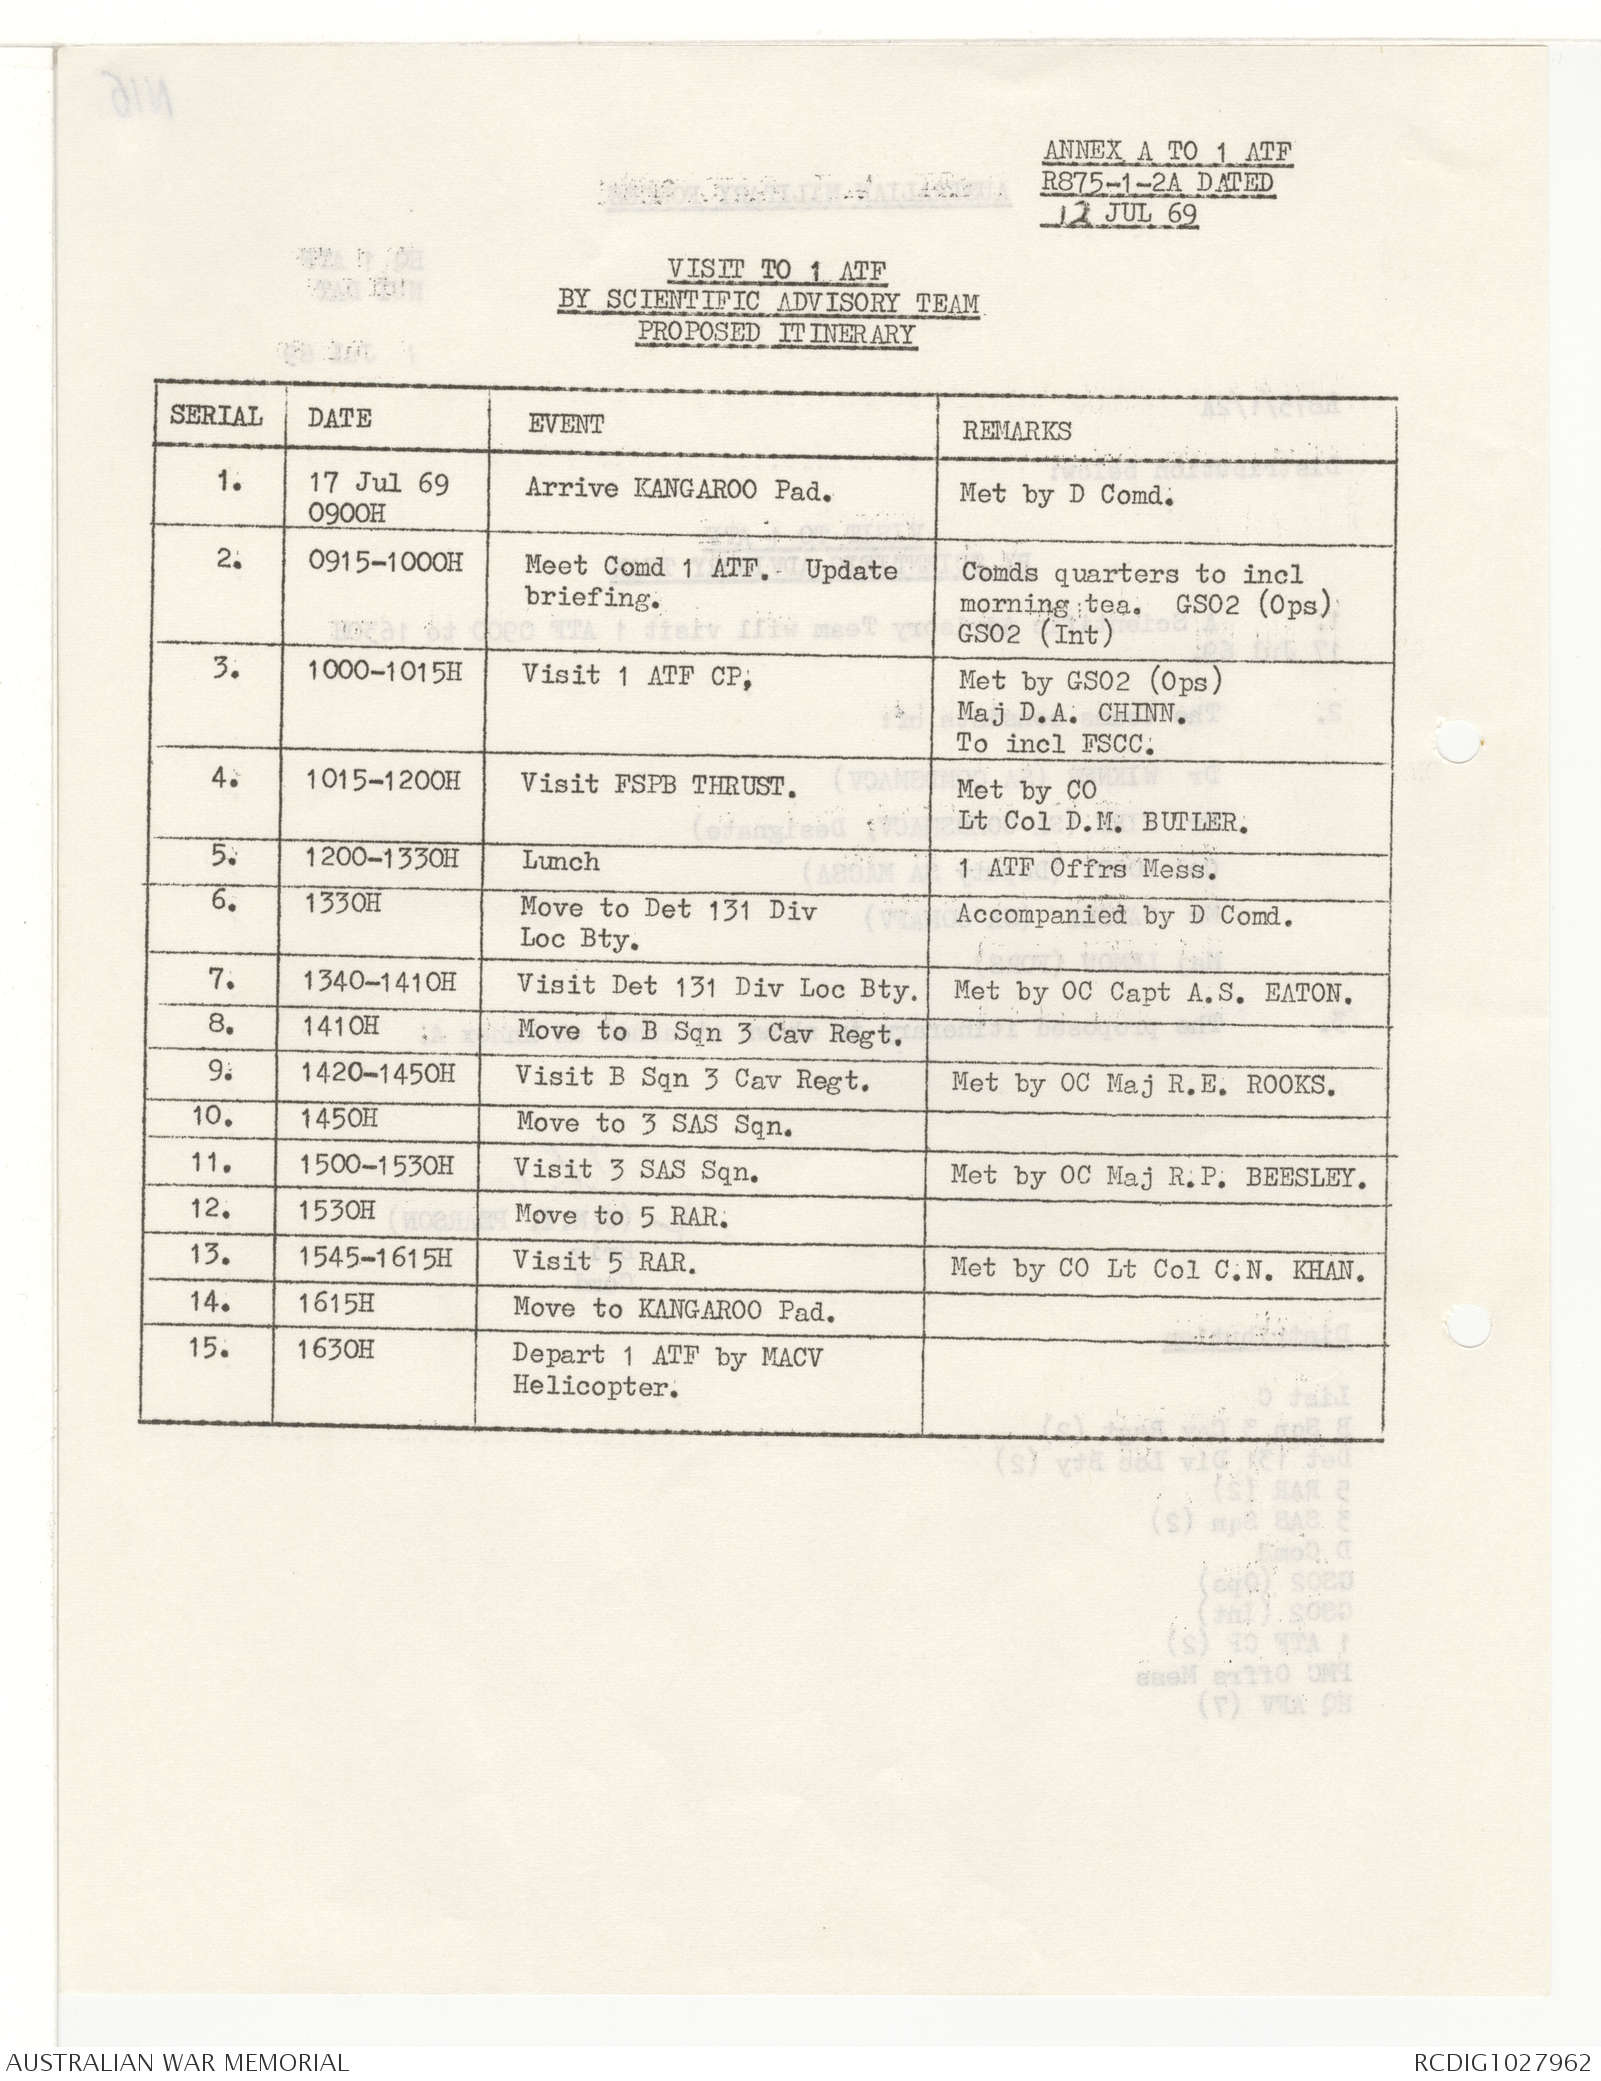 ANNEX A TO 1 ATF
R875-1-2A DATED
12 JUL 69
VISIT TO 1 ATF
BY SCIENTIFIC ADVISORY TEAM
PROPOSED ITINERARY
SERIAL DATE EVENT REMARKS
1. 17 Jul 69 Arrive KANGAROO Pad. Met by D Comd.
0900H
2. 0915-1000H Meet Comd 1 ATF. Update Comds quarters to incl
briefing. morning tea. GSO2 (Ops)
GSO2 (Int)
3. 1000-1015H Visit 1 ATF CP, Met by GSO2 (Ops)
Maj D.A. CHINN.
To incl FSCC.
4. 1015-1200H Visit FSPB THRUST. Met by CO
Lt Col D.M. BUTLER.
5. 1200-1330H Lunch 1 ATF Offrs Mess.
6. 1330H Move to Det 131 Div Accompanied by D Comd.
Loc Bty.
7. 1340-1410H Visit Det 131 Div Loc Bty. Met by OC Capt A.S. EATON.
8. 1410H Move to B Sqn 3 Cav Regt.
9. 1420-1450H Visit B Sqn 3 Cav Regt. Met by OC Maj R.E. ROOKS.
10. 1450H Move to 3 SAS Sqn.
11. 1500-1530H Visit 3 SAS Sqn. Met by OC Maj R.P. BEESLEY.
12. 1530H Move to 5 RAR.
13. 1545-1615H Visit 5 RAR. Met by CO Lt Col C.N. KHAN.
14. 1615H Move to KANGAROO Pad.
15. 1630H Depart 1 ATF by MACV
Helicopter.
AUSTRALIAN WAR MEMORIAL RCDIG1027962